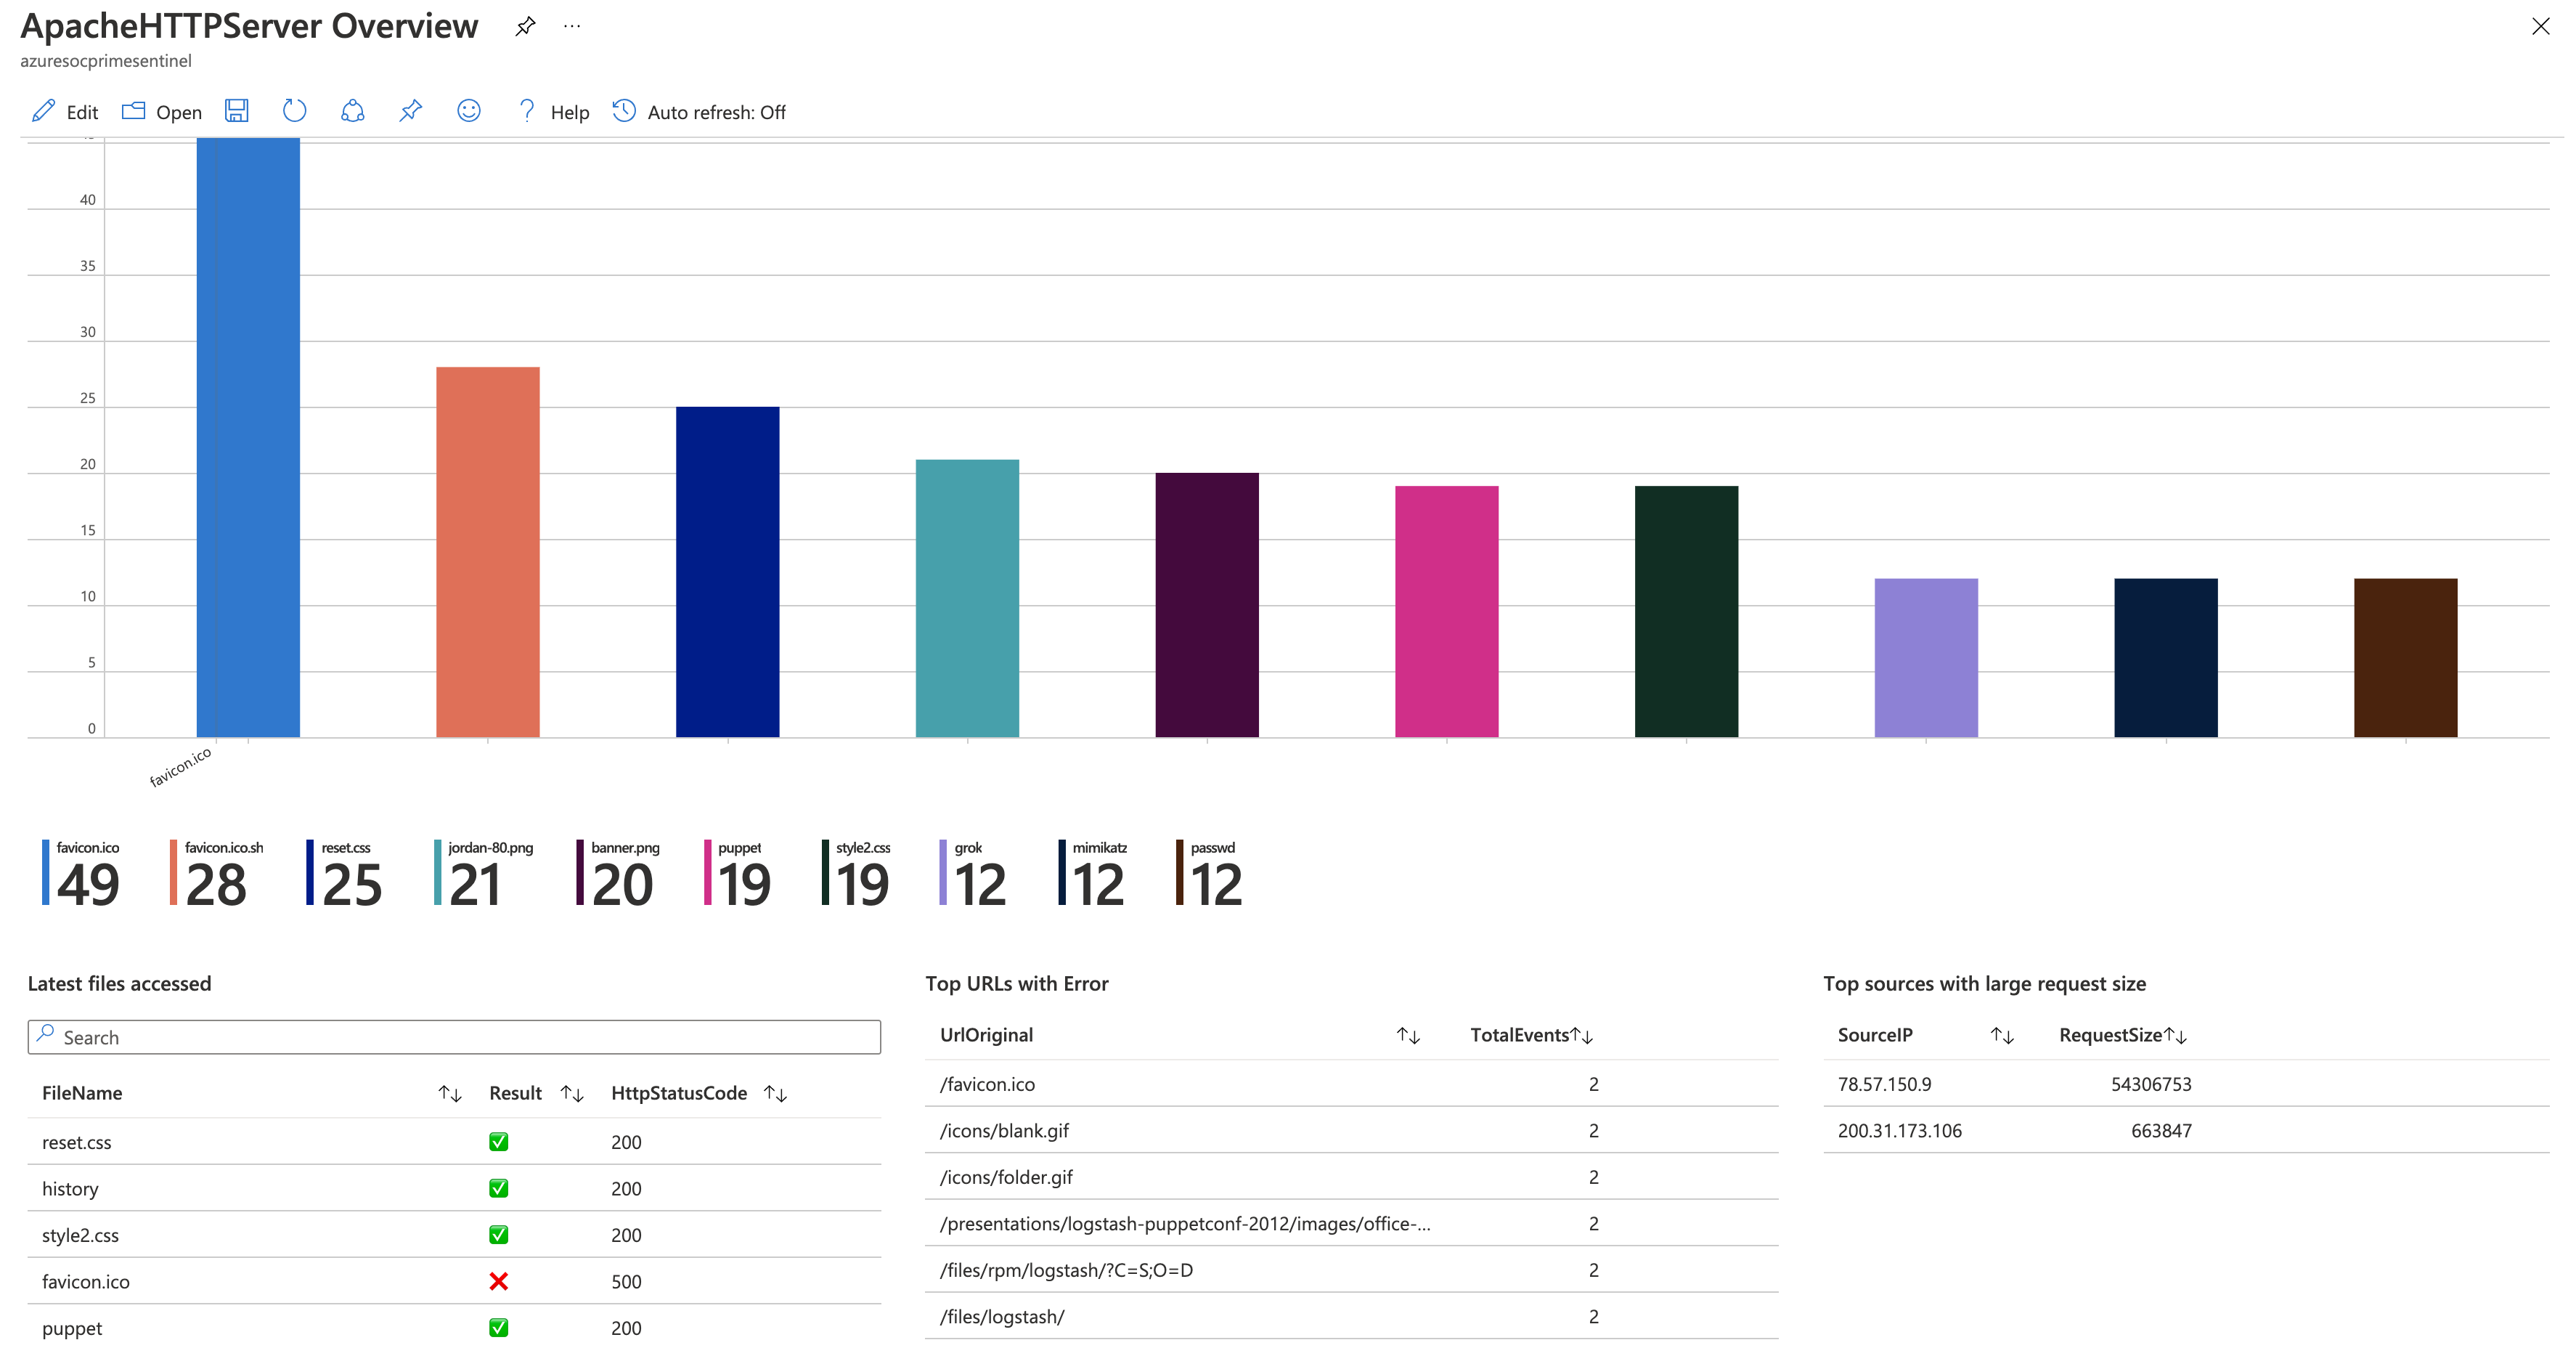 ApacheHTTPServer Overview
azuresocprimesentinel
Edit Open Help Auto refresh: Off
40
35
30
25
20
15
10
5
0
favicon.ico
favicon.ico favicon.ico.sh reset.css jordan-80.png banner.png puppet style2.css grok mimikatz passwd
49 28 25 21 20 19 19 12 12 12
Latest files accessed
Search
FileName Result HttpStatusCode
reset.css 200
history 200
style2.css 200
favicon.ico 500
puppet 200
Top URLs with Error
UrlOriginal TotalEvents
/favicon.ico 2
/icons/blank.gif 2
/icons/folder.gif 2
/presentations/logstash-puppetconf-2012/images/office-... 2
/files/rpm/logstash/?C=S;O=D 2
/files/logstash/ 2
Top sources with large request size
SourceIP RequestSize
78.57.150.9 54306753
200.31.173.106 663847